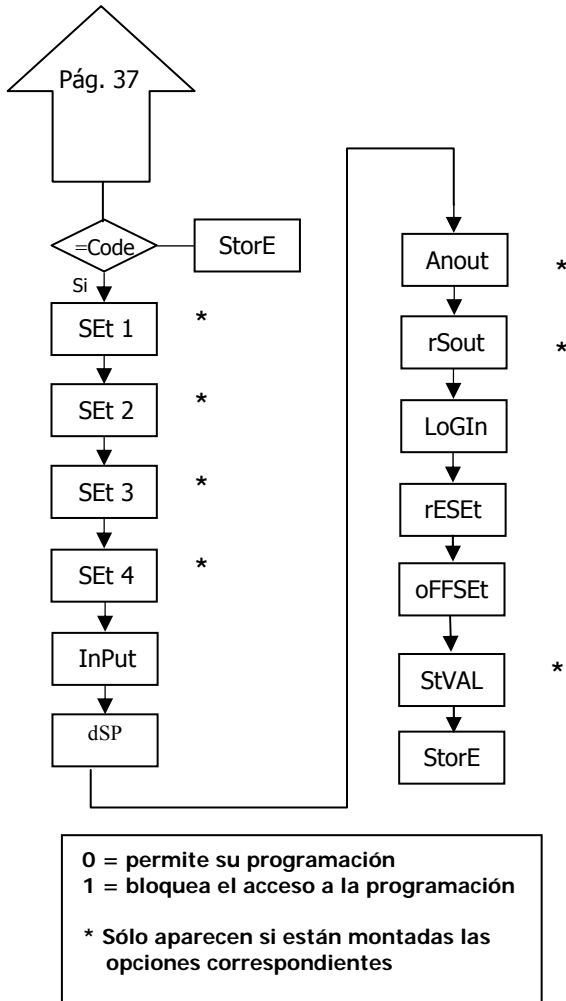 Pág. 37
=Code
StorE
Si
SEt 1 *
SEt 2 *
SEt 3 *
SEt 4 *
InPut
dSP
Anout *
rSout *
LoGIn
rESEt
oFFSEt
StVAL *
StorE
0 = permite su programación
1 = bloquea el acceso a la programación
* Sólo aparecen si están montadas las
opciones correspondientes